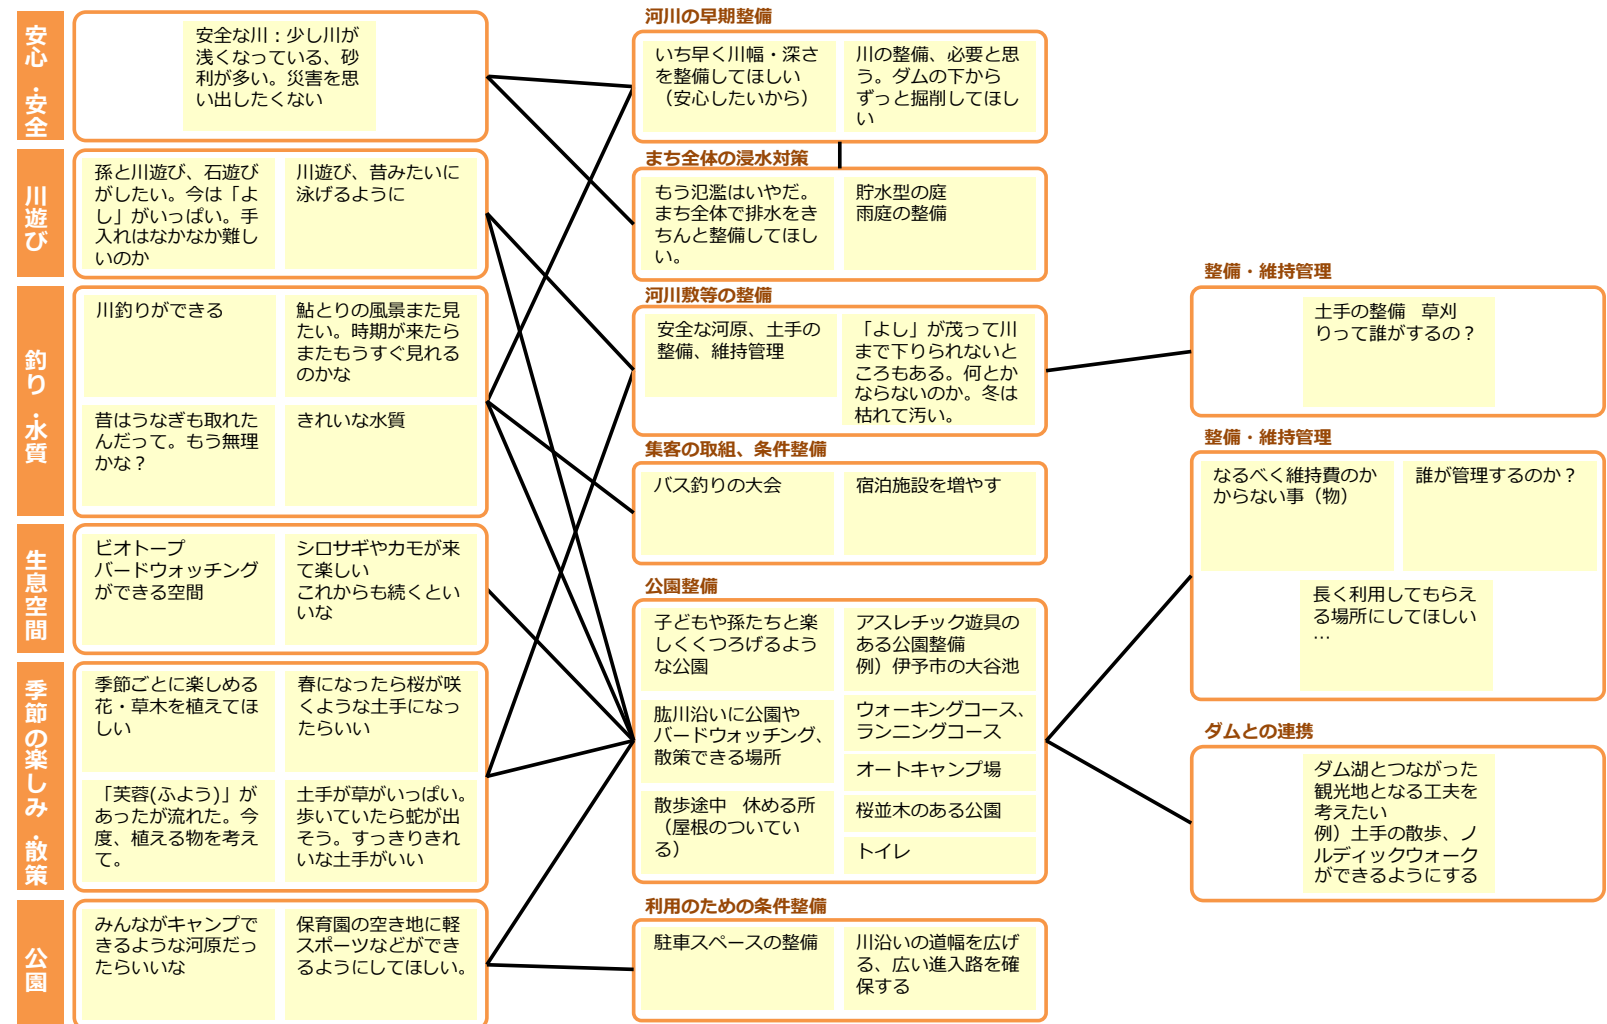 安心・安全
安全な川：少し川が
浅くなっている、砂
利が多い。災害を思
い出したくない
川遊び
孫と川遊び、石遊び
がしたい。今は「よ
し」がいっぱい。手
入れはなかなか難し
いのか
川遊び、昔みたいに
泳げるように
釣り・水質
川釣りができる
鮎とりの風景また見
たい。時期が来たら
またもうすぐ見れる
のかな
昔はうなぎも取れた
んだって。もう無理
かな？
きれいな水質
生息空間
ビオトープ
バードウォッチング
ができる空間
シロサギやカモが来
て楽しい
これからも続くとい
いな
季節の楽しみ・散策
季節ごとに楽しめる
花・草木を植えてほ
しい
春になったら桜が咲
くような土手になっ
たらいい
「芙蓉(ふよう)」が
あったが流れた。今
度、植える物を考え
て。
土手が草がいっぱい。
歩いていたら蛇が出
そう。すっきりきれ
いな土手がいい
公園
みんながキャンプで
きるような河原だっ
たらいいな
保育園の空き地に軽
スポーツなどができ
るようにしてほしい。
河川の早期整備
いち早く川幅・深さ
を整備してほしい
（安心したいから）
川の整備、必要と思
う。ダムの下から
ずっと掘削してほし
い
まち全体の浸水対策
もう氾濫はいやだ。
まち全体で排水をき
ちんと整備してほし
い。
貯水型の庭
雨庭の整備
河川敷等の整備
安全な河原、土手の
整備、維持管理
「よし」が茂って川
まで下りられないと
ころもある。何とか
ならないのか。冬は
枯れて汚い。
集客の取組、条件整備
バス釣りの大会
宿泊施設を増やす
公園整備
子どもや孫たちと楽
しくくつろげるよう
な公園
肱川沿いに公園や
バードウォッチング、
散策できる場所
散歩途中　休める所
（屋根のついてい
る）
アスレチック遊具の
ある公園整備
例）伊予市の大谷池
ウォーキングコース、
ランニングコース
オートキャンプ場
桜並木のある公園
トイレ
利用のための条件整備
駐車スペースの整備
川沿いの道幅を広げ
る、広い進入路を確
保する
整備・維持管理
土手の整備　草刈
りって誰がするの？
整備・維持管理
なるべく維持費のか
からない事（物）
誰が管理するのか？
長く利用してもらえ
る場所にしてほしい
…
ダムとの連携
ダム湖とつながった
観光地となる工夫を
考えたい
例）土手の散歩、ノ
ルディックウォーク
ができるようにする